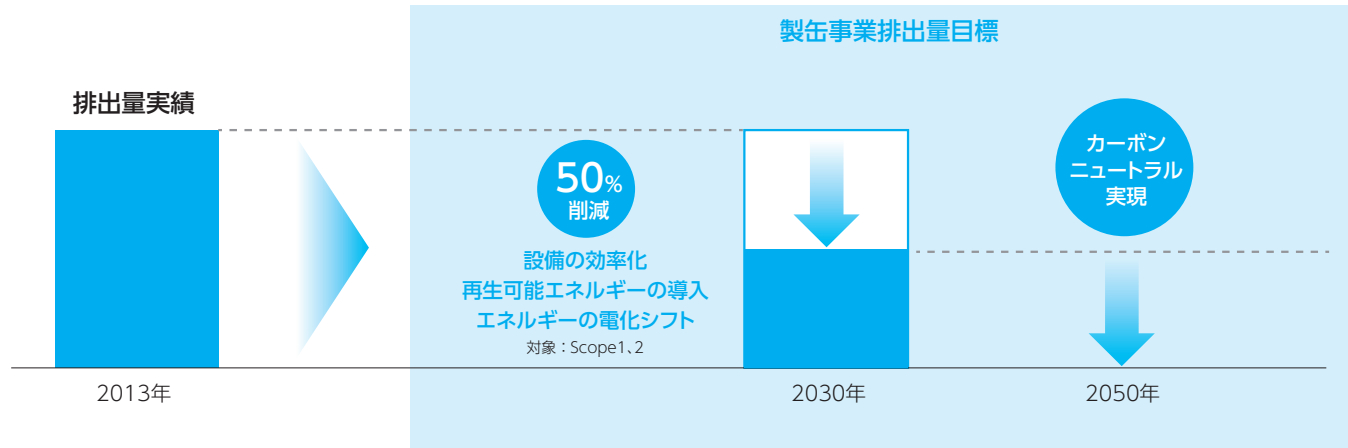 製缶事業排出量目標
排出量実績
50%
削減
設備の効率化
再生可能エネルギーの導入
エネルギーの電化シフト
対象：Scope1、2
カーボン
ニュートラル
実現
2013年
2030年
2050年